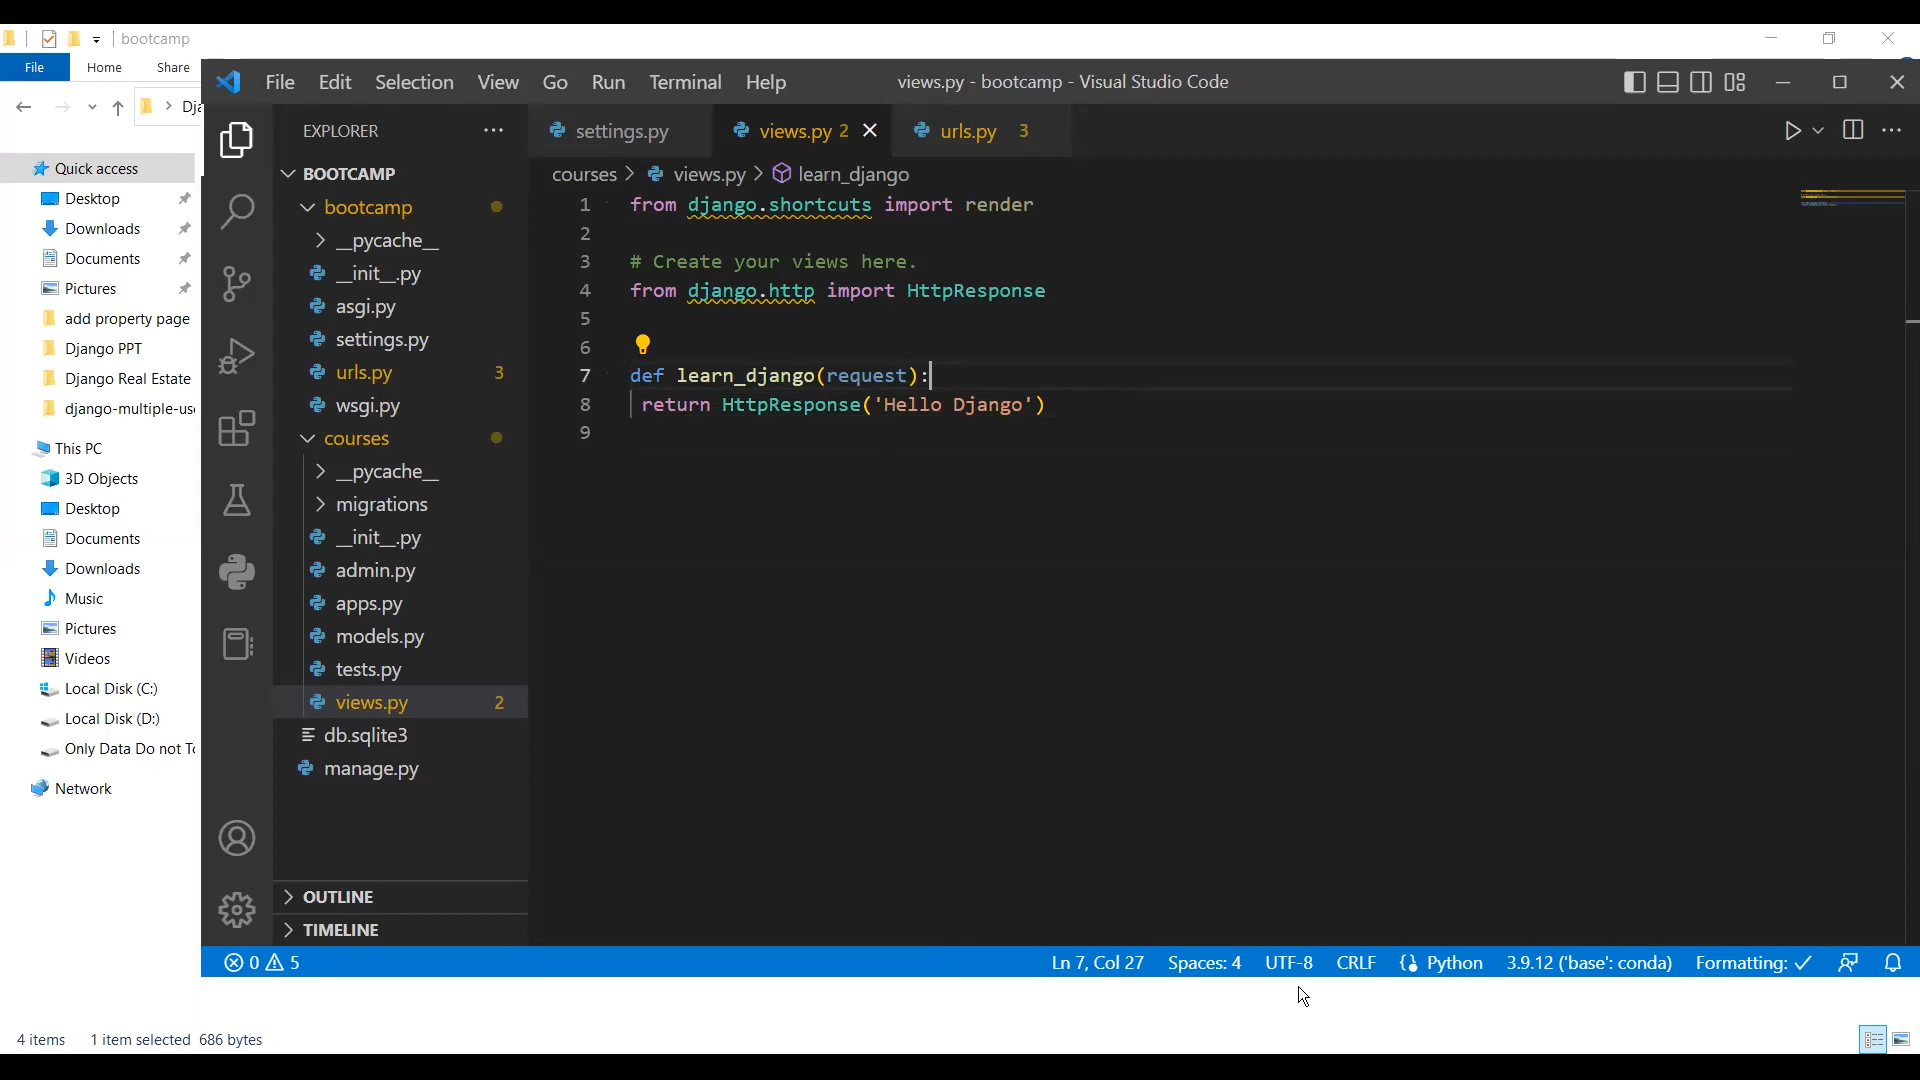 bootcamp
File Home Share
Dja
Quick access
Desktop
Downloads
Documents
Pictures
add property page
Django PPT
Django Real Estate
django-multiple-use
This PC
3D Objects
Desktop
Documents
Downloads
Music
Pictures
Videos
Local Disk (C:)
Local Disk (D:)
Only Data Do not To
Network
4 items 1 item selected 686 bytes
File Edit Selection View Go Run Terminal Help
views.py - bootcamp - Visual Studio Code
EXPLORER ···
BOOTCAMP
bootcamp
__pycache__
__init__.py
asgi.py
settings.py
urls.py 3
wsgi.py
courses
__pycache__
migrations
__init__.py
admin.py
apps.py
models.py
tests.py
views.py 2
db.sqlite3
manage.py
OUTLINE
TIMELINE
settings.py views.py 2 urls.py 3
courses > views.py > learn_django
1 from django.shortcuts import render
2
3 # Create your views here.
4 from django.http import HttpResponse
5
6
7 def learn_django(request):
8 return HttpResponse('Hello Django')
9
0 5 Ln 7, Col 27 Spaces: 4 UTF-8 CRLF Python 3.9.12 ('base': conda) Formatting: ✓